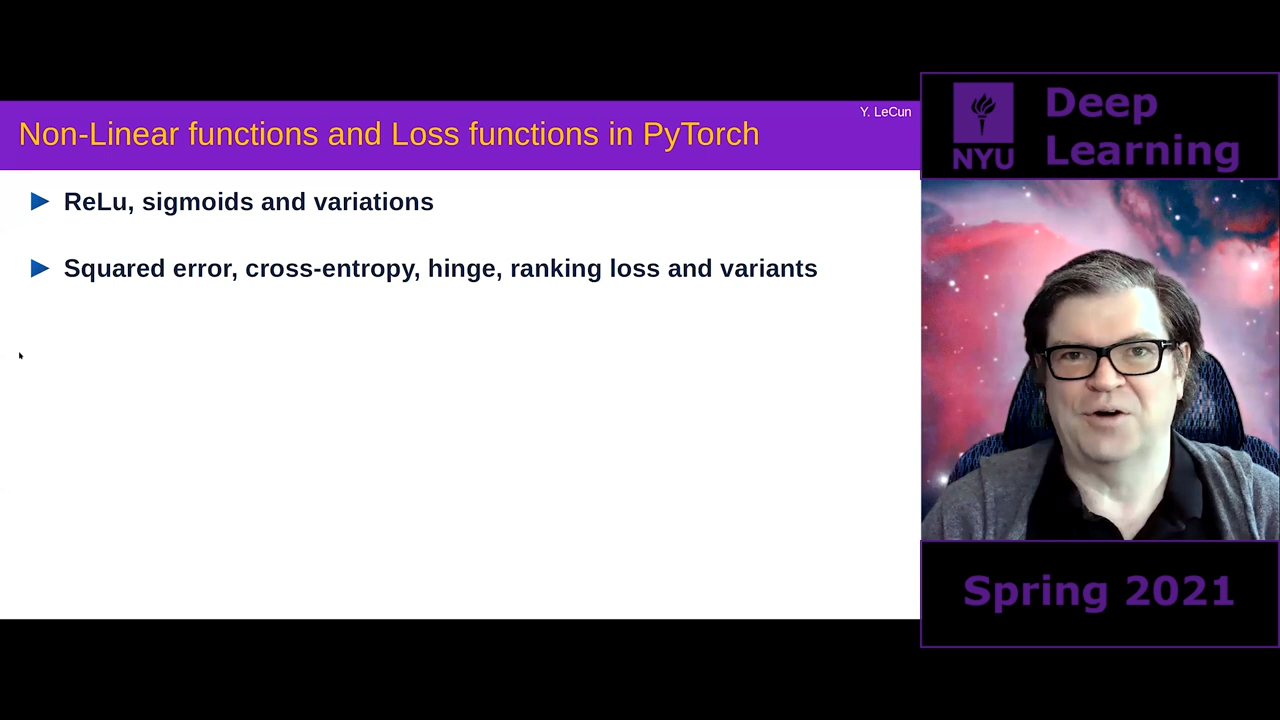 Y. LeCun
Non-Linear functions and Loss functions in PyTorch
ReLu, sigmoids and variations
Squared error, cross-entropy, hinge, ranking loss and variants
NYU
Deep
Learning
Spring 2021